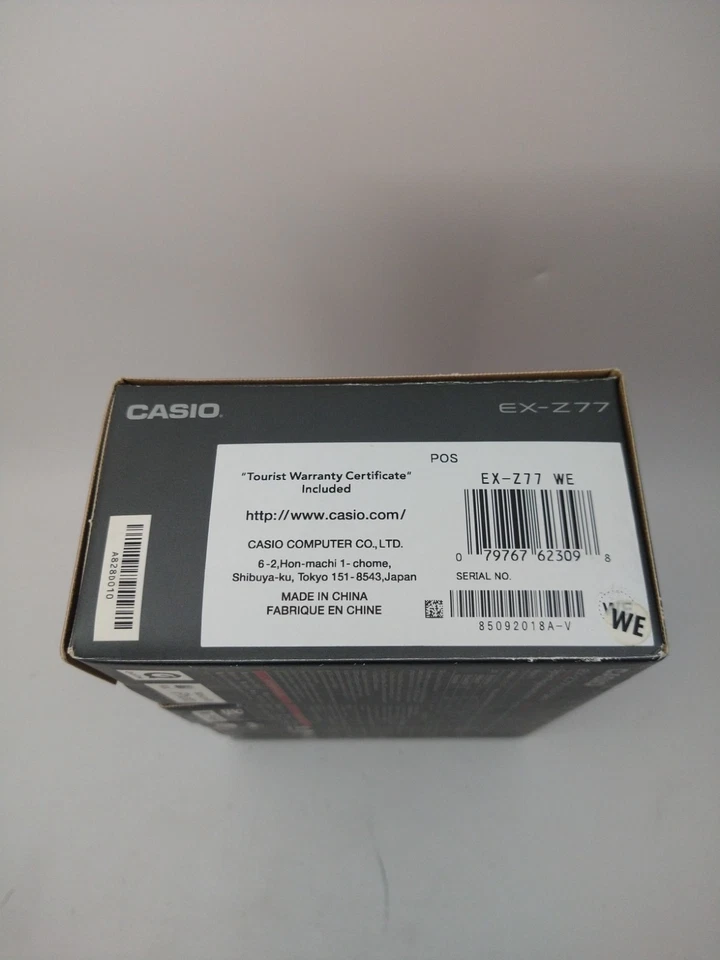 CASIO
EX-Z77
POS
"Tourist Warranty Certificate"
Included
http://www.casio.com/
CASIO COMPUTER CO.,LTD.
6-2,Hon-machi 1- chome,
Shibuya-ku, Tokyo 151-8543,Japan
MADE IN CHINA
FABRIQUE EN CHINE
EX-Z77 WE
0 79767 62309 8
SERIAL NO.
85092018A-V
WE
WE
A8280010